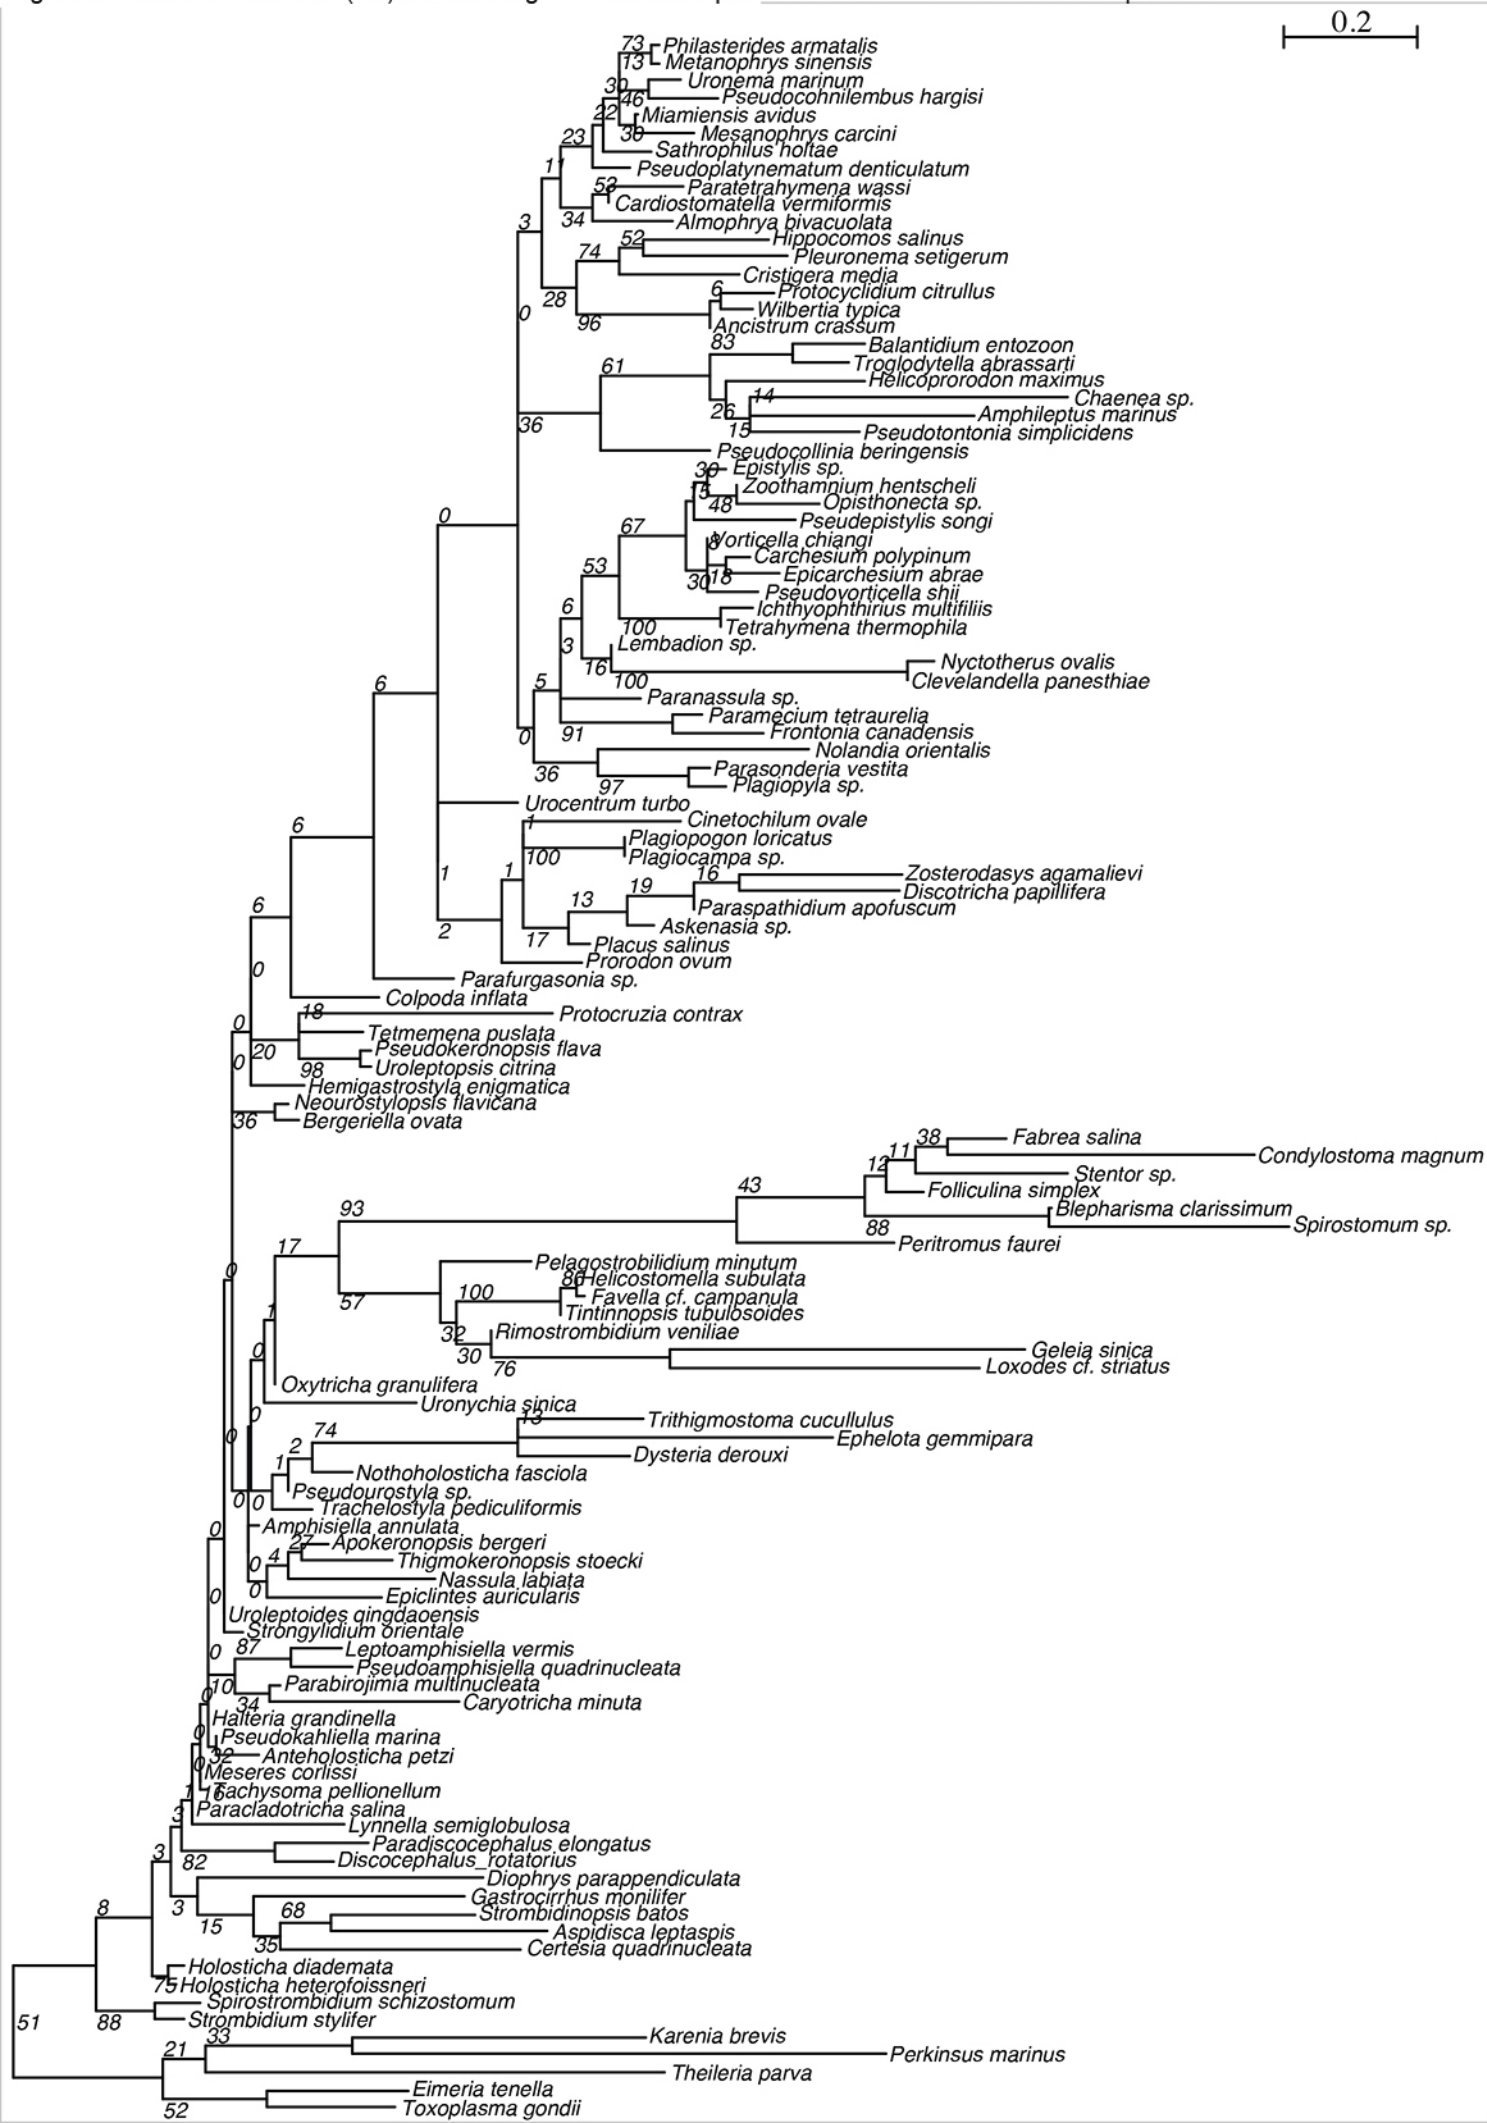 0.2
73 Philasterides armatalis
13 Metanophrys sinensis
30 Uronema marinum
46 Pseudocohnilembus hargisi
22 Miamiensis avidus
30 Mesanophrys carcini
23 Sathrophilus holtae
11 Pseudoplatynematum denticulatum
53 Paratetrahymena wassi
Cardiostomatella vermiformis
3 34 Almophrya bivacuolata
52 Hippocomos salinus
74 Pleuronema setigerum
Cristigera media
28 6 Protocyclidium citrullus
0 Wilbertia typica
96 Ancistrum crassum
83 Balantidium entozoon
61 Troglodytella abrassarti
Helicoprorodon maximus
14 Chaenea sp.
26 Amphileptus marinus
36 15 Pseudotontonia simplicidens
Pseudocollinia beringensis
30 Epistylis sp.
15 Zoothamnium hentscheli
48 Opisthonecta sp.
0 67 Pseudepistylis songi
8 Vorticella chiangi
Carchesium polypinum
53 18 Epicarchesium abrae
30 Pseudovorticella shii
6 Ichthyophthirius multifiliis
100 Tetrahymena thermophila
3 Lembadion sp.
16 Nyctotherus ovalis
100 Clevelandella panesthiae
6 5 Paranassula sp.
Paramecium tetraurelia
0 91 Frontonia canadensis
Nolandia orientalis
36 Parasonderia vestita
97 Plagiopyla sp.
Urocentrum turbo
6 1 Cinetochilum ovale
Plagiopogon loricatus
100 Plagiocampa sp.
1 1 16 Zosterodasys agamalievi
19 Discotricha papillifera
6 13 Paraspathidium apofuscum
2 Askenasia sp.
17 Placus salinus
Prorodon ovum
0 Parafurgasonia sp.
Colpoda inflata
18 Protocruzia contrax
0 Tetmemena puslata
20 Pseudokeronopsis flava
0 98 Uroleptopsis citrina
Hemigastrostyla enigmatica
Neourostylopsis flavicana
36 Bergeriella ovata
38 Fabrea salina
11 Condylostoma magnum
12 Stentor sp.
43 Folliculina simplex
93 Blepharisma clarissimum
88 Spirostomum sp.
17 Peritromus faurei
Pelagostrobilidium minutum
0 86 Helicostomella subulata
57 100 Favella cf. campanula
1 Tintinnopsis tubulosoides
32 Rimostrombidium veniliae
0 30 Geleia sinica
76 Loxodes cf. striatus
Oxytricha granulifera
Uronychia sinica
0 13 Trithigmostoma cucullulus
0 74 Ephelota gemmipara
2 Dysteria derouxi
1 Nothoholosticha fasciola
0 0 Pseudourostyla sp.
Trachelostyla pediculiformis
0 Amphisiella annulata
27 Apokeronopsis bergeri
0 4 Thigmokeronopsis stoecki
0 Nassula labiata
0 Epiclintes auricularis
Uroleptoides qingdaoensis
Strongylidium orientale
0 87 Leptoamphisiella vermis
Pseudoamphisiella quadrinucleata
10 Parabirojimia multinucleata
0 34 Caryotricha minuta
Halteria grandinella
0 Pseudokahliella marina
32 Anteholosticha petzi
0 Meseres corlissi
1 16 Tachysoma pellionellum
3 Paracladotricha salina
Lynnella semiglobulosa
3 Paradiscocephalus elongatus
82 Discocephalus_rotatorius
Diophrys parappendiculata
8 3 Gastrocirrhus monilifer
15 68 Strombidinopsis batos
Aspidisca leptaspis
35 Certesia quadrinucleata
Holosticha diademata
75 Holosticha heterofoissneri
Spirostrombidium schizostomum
51 88 Strombidium stylifer
33 Karenia brevis
21 Perkinsus marinus
Theileria parva
Eimeria tenella
52 Toxoplasma gondii